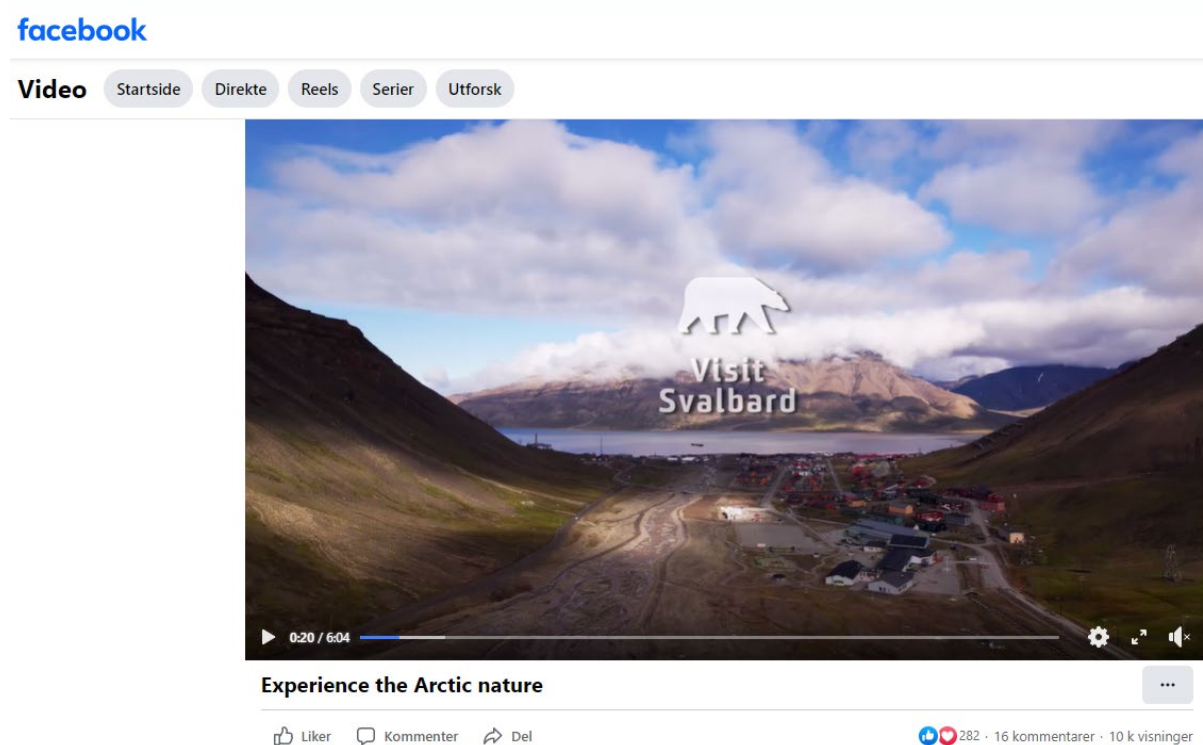 facebook
Video Startside Direkte Reels Serier Utforsk
Visit
Svalbard
0:20 / 6:04
Experience the Arctic nature
Liker Kommenter Del 282 · 16 kommentarer · 10 k visninger